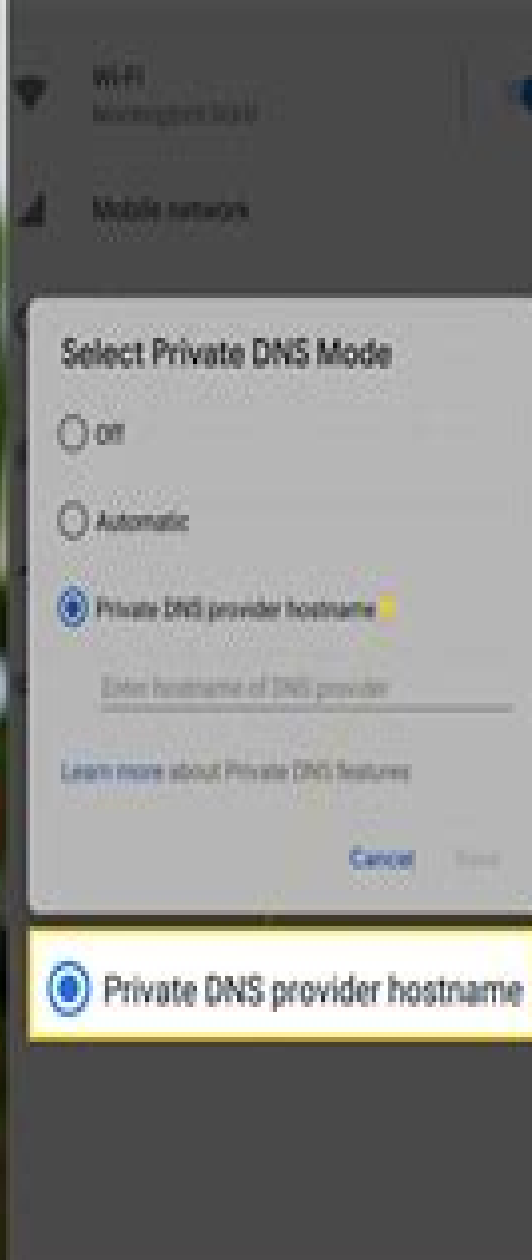 Wi-Fi
Mobile network
Select Private DNS Mode
Off
Automatic
Private DNS provider hostname
Enter hostname of DNS provider
Learn more about Private DNS features
Cancel
Private DNS provider hostname